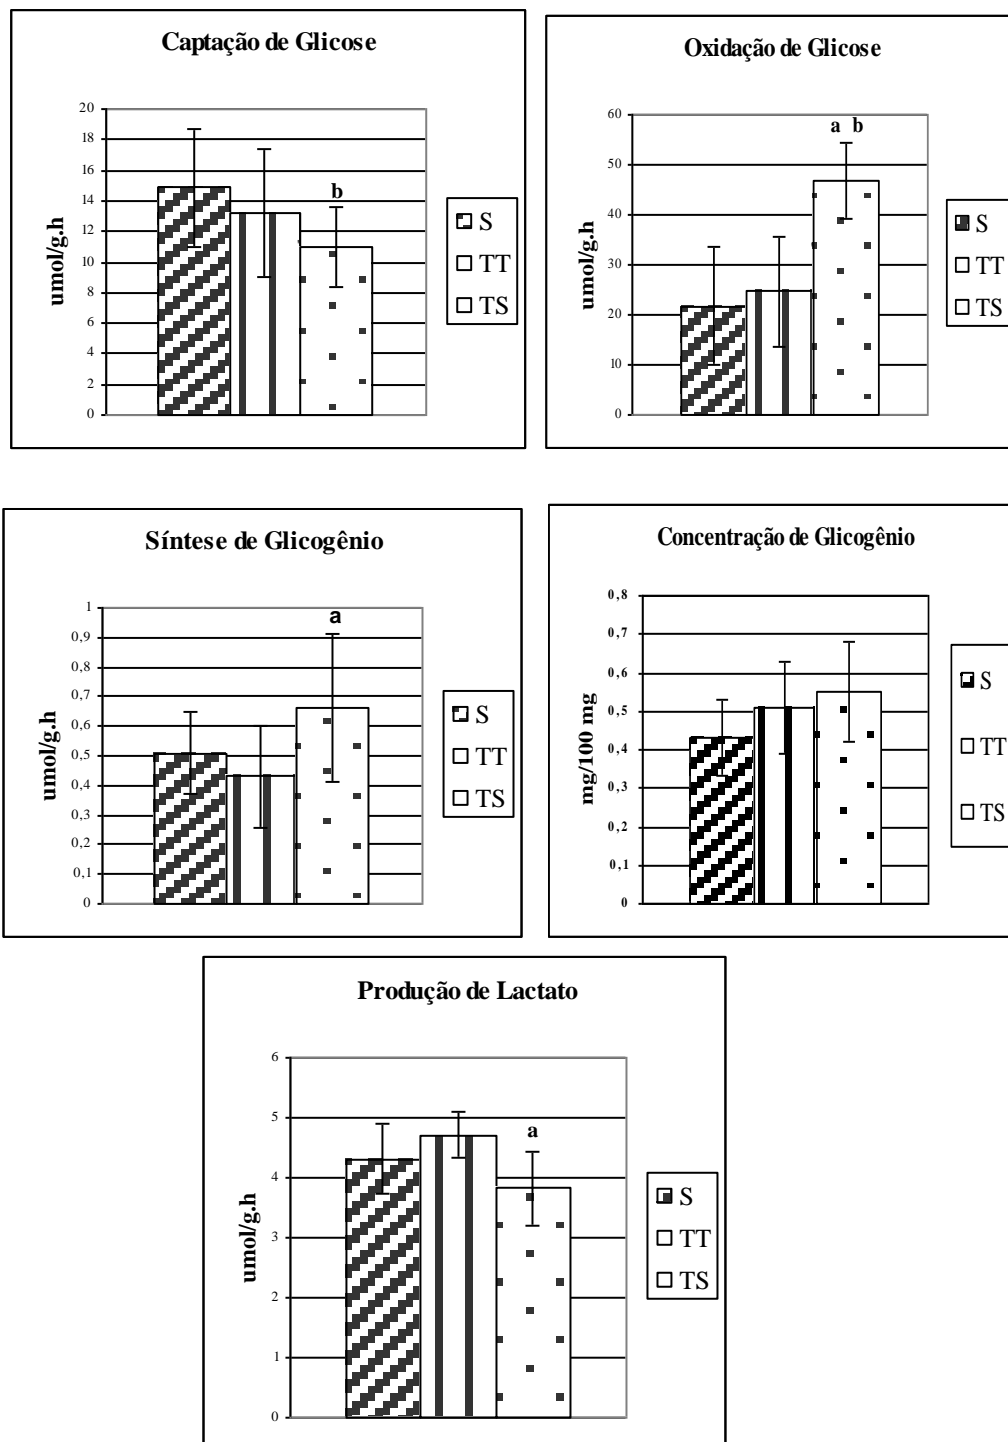 Captação de Glicose
20
18
16
14
12
10
8
6
4
2
0
umol/g.h
b
S
TT
TS
Oxidação de Glicose
60
50
40
30
20
10
0
umol/g.h
a b
S
TT
TS
Síntese de Glicogênio
1
0,9
0,8
0,7
0,6
0,5
0,4
0,3
0,2
0,1
0
umol/g.h
a
S
TT
TS
Concentração de Glicogênio
0,8
0,7
0,6
0,5
0,4
0,3
0,2
0,1
0
mg/100 mg
S
TT
TS
Produção de Lactato
6
5
4
3
2
1
0
umol/g.h
a
S
TT
TS